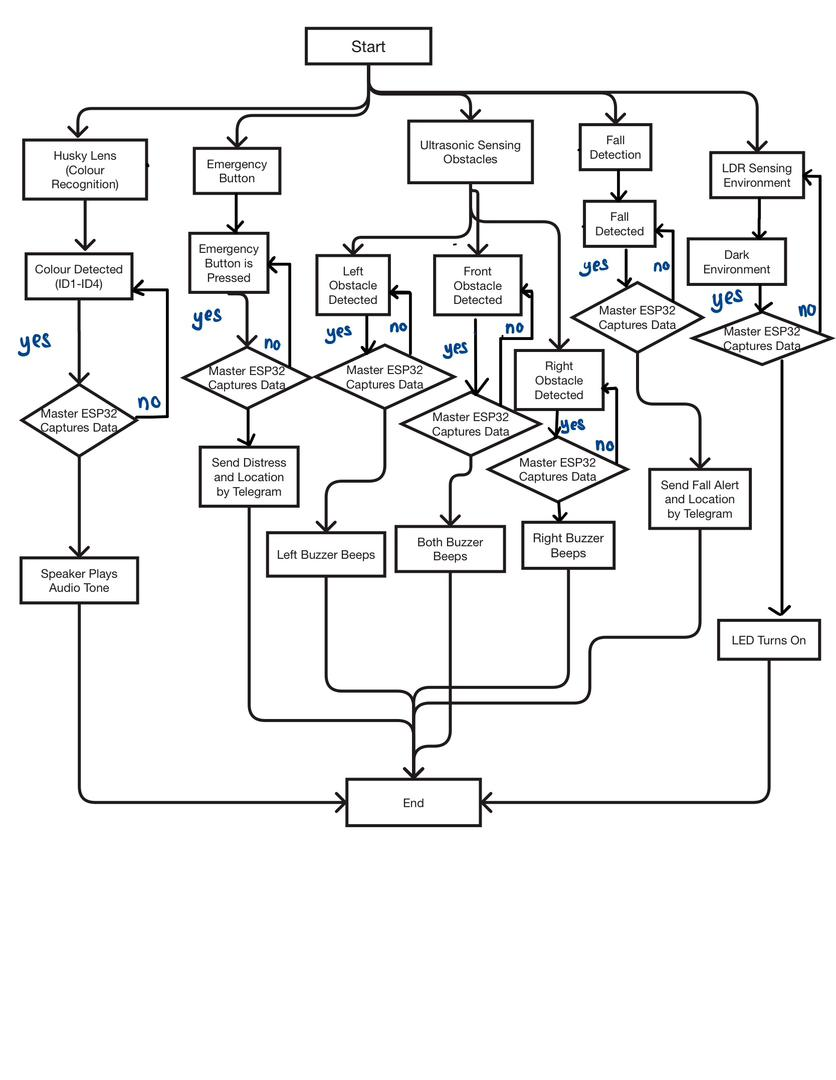 Start
Husky Lens
(Colour
Recognition)
Emergency
Button
Ultrasonic Sensing
Obstacles
Fall
Detection
LDR Sensing
Environment
Colour Detected
(ID1-ID4)
Emergency
Button is
Pressed
Left
Obstacle
Detected
Front
Obstacle
Detected
Fall
Detected
Dark
Environment
yes
yes
no
yes
no
yes
no
yes
no
yes
no
Right
Obstacle
Detected
yes
no
Master ESP32
Captures Data
no
Master ESP32
Captures Data
Master ESP32
Captures Data
Master ESP32
Captures Data
Master ESP32
Captures Data
Master ESP32
Captures Data
Master ESP32
Captures Data
Send Distress
and Location
by Telegram
Left Buzzer Beeps
Both Buzzer
Beeps
Right Buzzer
Beeps
Send Fall Alert
and Location
by Telegram
Speaker Plays
Audio Tone
LED Turns On
End